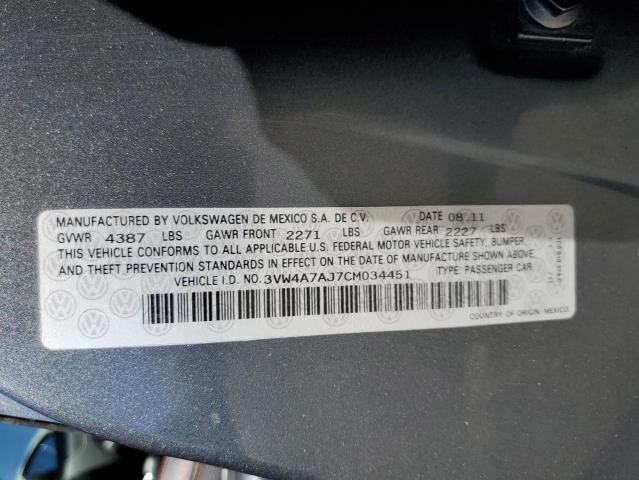 MANUFACTURED BY VOLKSWAGEN DE MEXICO S.A. DE C.V. DATE 08.11
GVWR 4387 LBS GAWR FRONT 2271 LBS GAWR REAR 2227 LBS
THIS VEHICLE CONFORMS TO ALL APPLICABLE U.S. FEDERAL MOTOR VEHICLE SAFETY, BUMPER,
AND THEFT PREVENTION STANDARDS IN EFFECT ON THE DATE OF MANUFACTURE SHOWN ABOVE.
VEHICLE I.D. NO. 3VW4A7AJ7CM034451 TYPE: PASSENGER CAR
COUNTRY OF ORIGIN: MEXICO